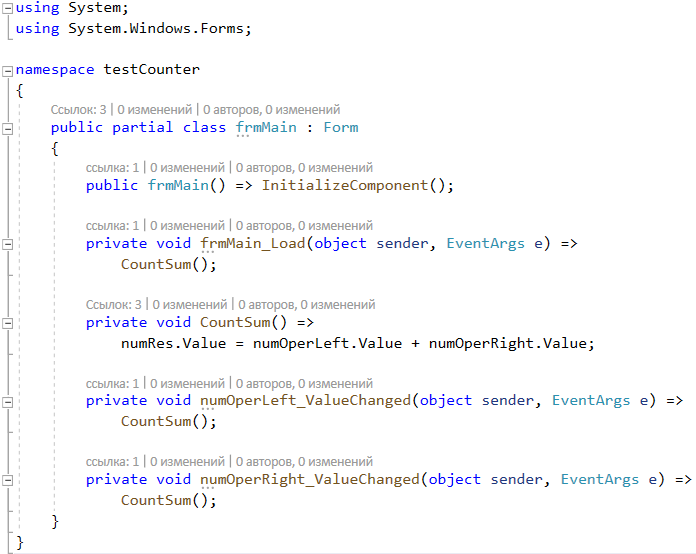 using System;
using System.Windows.Forms;
namespace testCounter
{
Ссылок: 3 | 0 изменений | 0 авторов, 0 изменений
public partial class frmMain : Form
{
ссылка: 1 | 0 изменений | 0 авторов, 0 изменений
public frmMain() => InitializeComponent();
ссылка: 1 | 0 изменений | 0 авторов, 0 изменений
private void frmMain_Load(object sender, EventArgs e) =>
CountSum();
Ссылок: 3 | 0 изменений | 0 авторов, 0 изменений
private void CountSum() =>
numRes.Value = numOperLeft.Value + numOperRight.Value;
ссылка: 1 | 0 изменений | 0 авторов, 0 изменений
private void numOperLeft_ValueChanged(object sender, EventArgs e) =>
CountSum();
ссылка: 1 | 0 изменений | 0 авторов, 0 изменений
private void numOperRight_ValueChanged(object sender, EventArgs e) =>
CountSum();
}
}